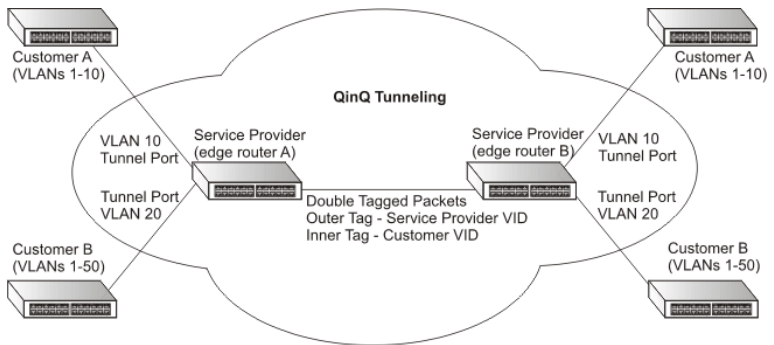 Customer A
(VLANs 1-10)
Customer A
(VLANs 1-10)
QinQ Tunneling
VLAN 10
Tunnel Port
Service Provider
(edge router A)
Service Provider
(edge router B)
VLAN 10
Tunnel Port
Tunnel Port
VLAN 20
Double Tagged Packets
Outer Tag - Service Provider VID
Inner Tag - Customer VID
Tunnel Port
VLAN 20
Customer B
(VLANs 1-50)
Customer B
(VLANs 1-50)